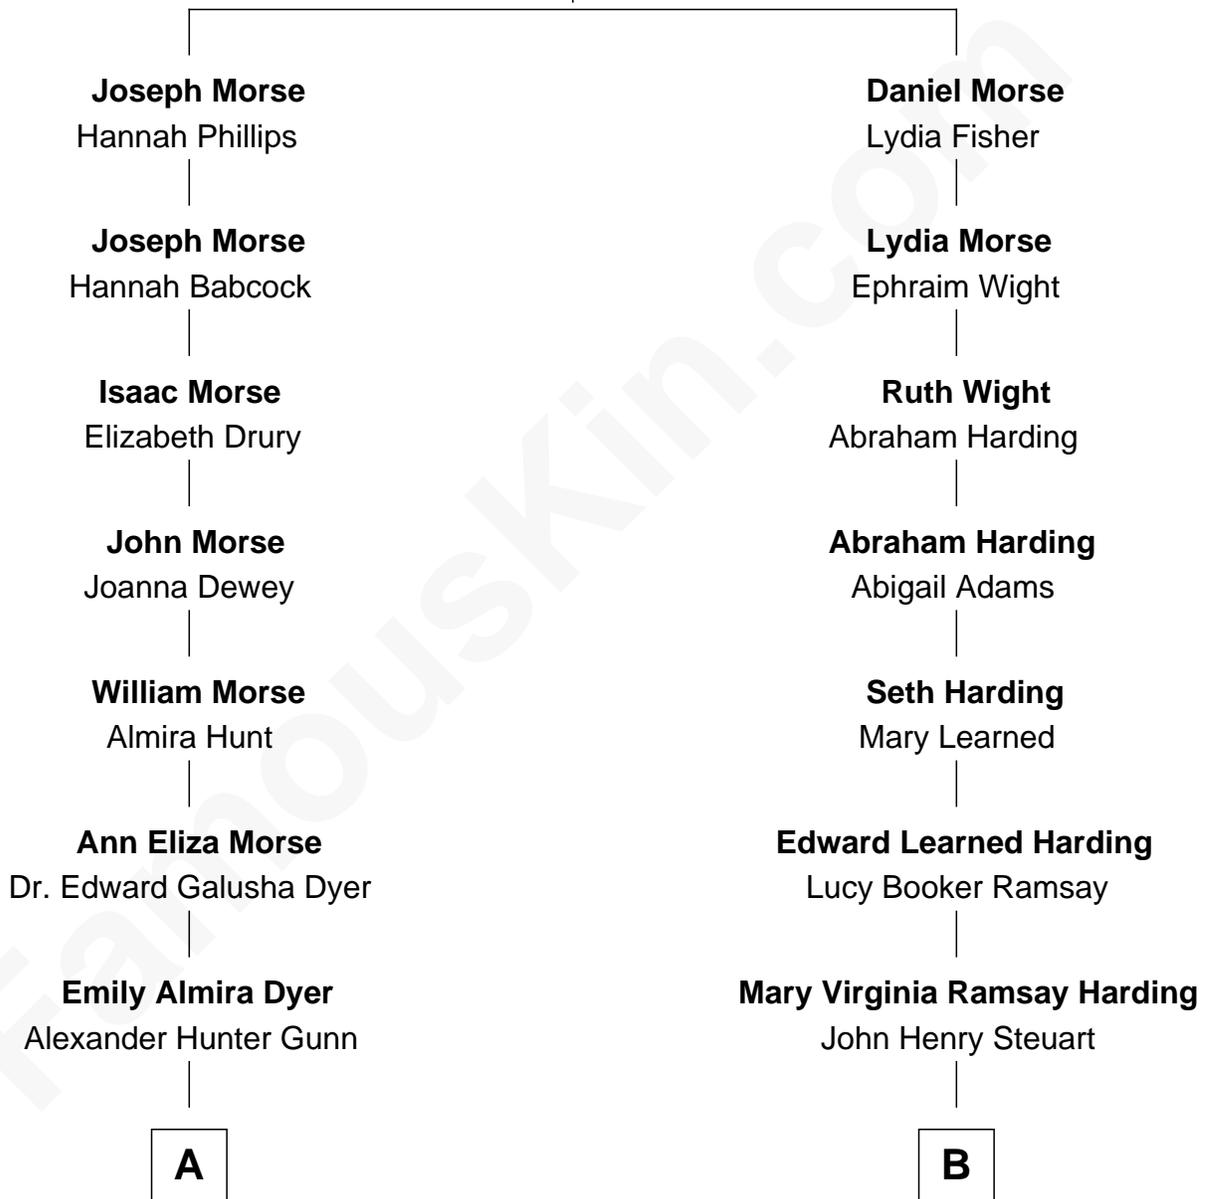 Joseph Morse
Hannah Phillips
Joseph Morse
Hannah Babcock
Isaac Morse
Elizabeth Drury
John Morse
Joanna Dewey
William Morse
Almira Hunt
Ann Eliza Morse
Dr. Edward Galusha Dyer
Emily Almira Dyer
Alexander Hunter Gunn
A
Daniel Morse
Lydia Fisher
Lydia Morse
Ephraim Wight
Ruth Wight
Abraham Harding
Abraham Harding
Abigail Adams
Seth Harding
Mary Learned
Edward Learned Harding
Lucy Booker Ramsay
Mary Virginia Ramsay Harding
John Henry Steuart
B
FamousKin.com